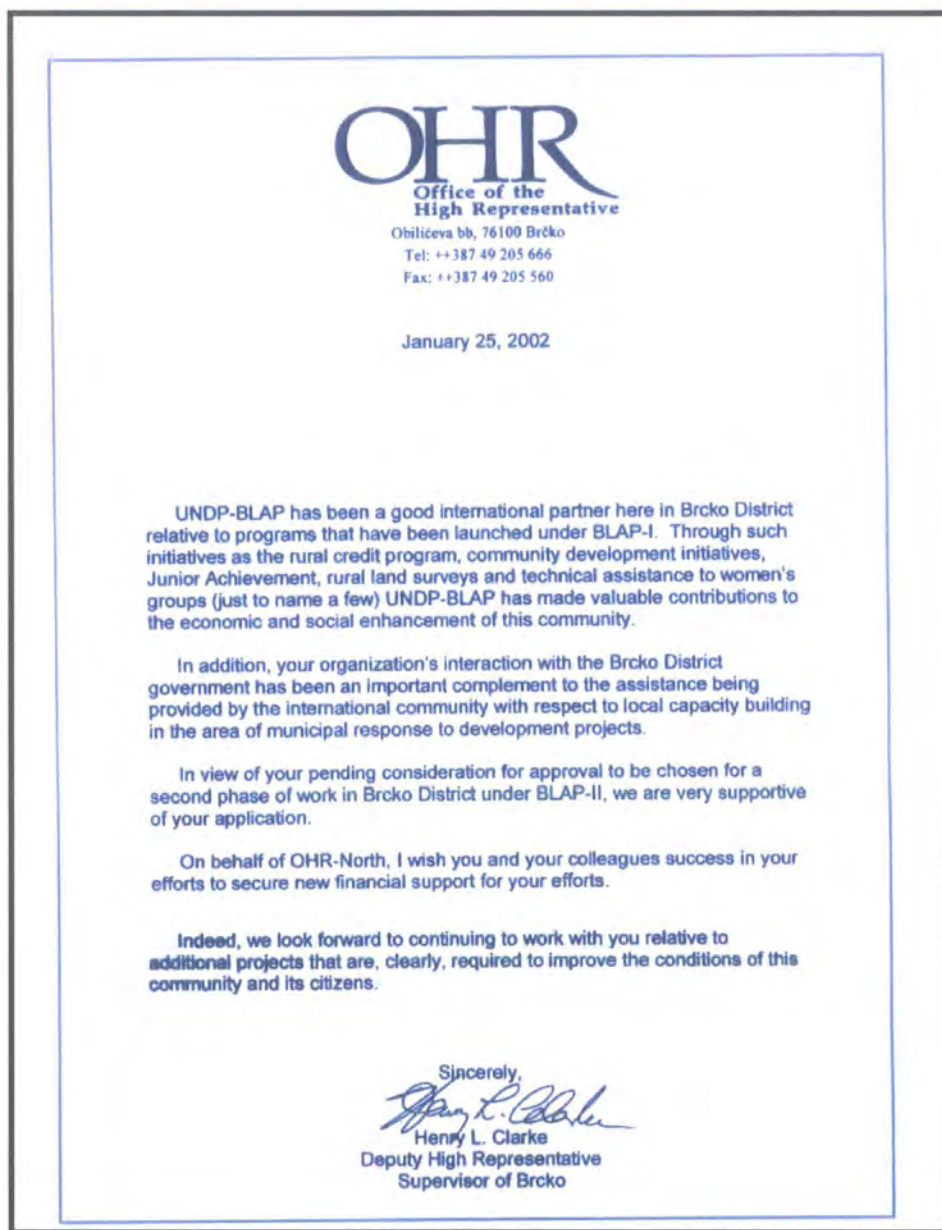 OHR
Office of the
High Representative
Obilićeva bb, 76100 Brčko
Tel: ++387 49 205 666
Fax: ++387 49 205 560
January 25, 2002
UNDP-BLAP has been a good international partner here in Brcko District
relative to programs that have been launched under BLAP-I. Through such
initiatives as the rural credit program, community development initiatives,
Junior Achievement, rural land surveys and technical assistance to women's
groups (just to name a few) UNDP-BLAP has made valuable contributions to
the economic and social enhancement of this community.
In addition, your organization's interaction with the Brcko District
government has been an important complement to the assistance being
provided by the international community with respect to local capacity building
in the area of municipal response to development projects.
In view of your pending consideration for approval to be chosen for a
second phase of work in Brcko District under BLAP-II, we are very supportive
of your application.
On behalf of OHR-North, I wish you and your colleagues success in your
efforts to secure new financial support for your efforts.
Indeed, we look forward to continuing to work with you relative to
additional projects that are, clearly, required to improve the conditions of this
community and its citizens.
Sincerely,
Henry L. Clarke
Henry L. Clarke
Deputy High Representative
Supervisor of Brcko